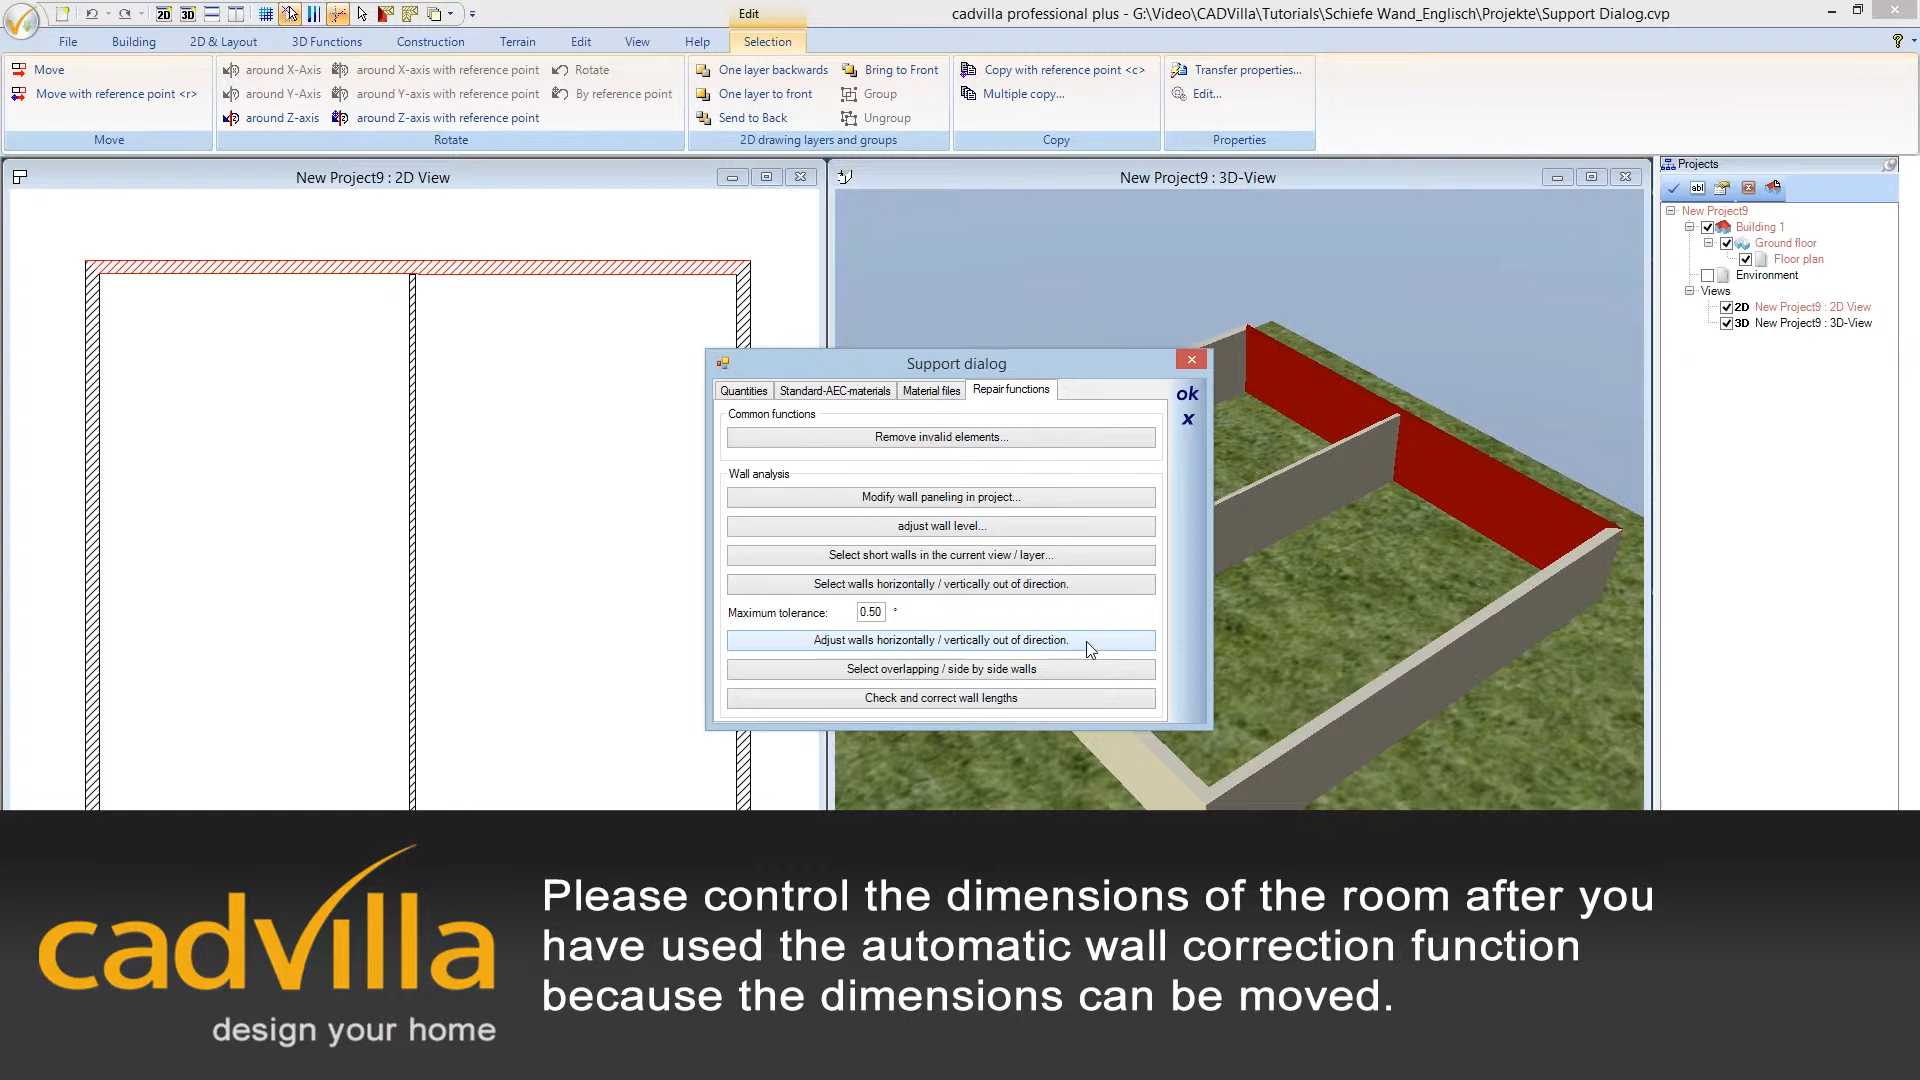 2D 3D
Edit
cadvilla professional plus - G:\Video\CADVilla\Tutorials\Schiefe Wand_Englisch\Projekte\Support Dialog.cvp
File Building 2D & Layout 3D Functions Construction Terrain Edit View Help Selection
Move
Move with reference point <r>
Move
around X-Axis around X-axis with reference point Rotate
around Y-Axis around Y-axis with reference point By reference point
around Z-axis around Z-axis with reference point
Rotate
One layer backwards Bring to Front
One layer to front Group
Send to Back Ungroup
2D drawing layers and groups
Copy with reference point <c>
Multiple copy...
Copy
Transfer properties...
Edit...
Properties
New Project9 : 2D View
New Project9 : 3D-View
Projects
abl
New Project9
Building 1
Ground floor
Floor plan
Environment
Views
2D New Project9 : 2D View
3D New Project9 : 3D-View
Support dialog
Quantities Standard-AEC-materials Material files Repair functions
ok
x
Common functions
Remove invalid elements...
Wall analysis
Modify wall paneling in project...
adjust wall level...
Select short walls in the current view / layer...
Select walls horizontally / vertically out of direction.
Maximum tolerance: 0.50 °
Adjust walls horizontally / vertically out of direction.
Select overlapping / side by side walls
Check and correct wall lengths
cadvilla
design your home
Please control the dimensions of the room after you
have used the automatic wall correction function
because the dimensions can be moved.